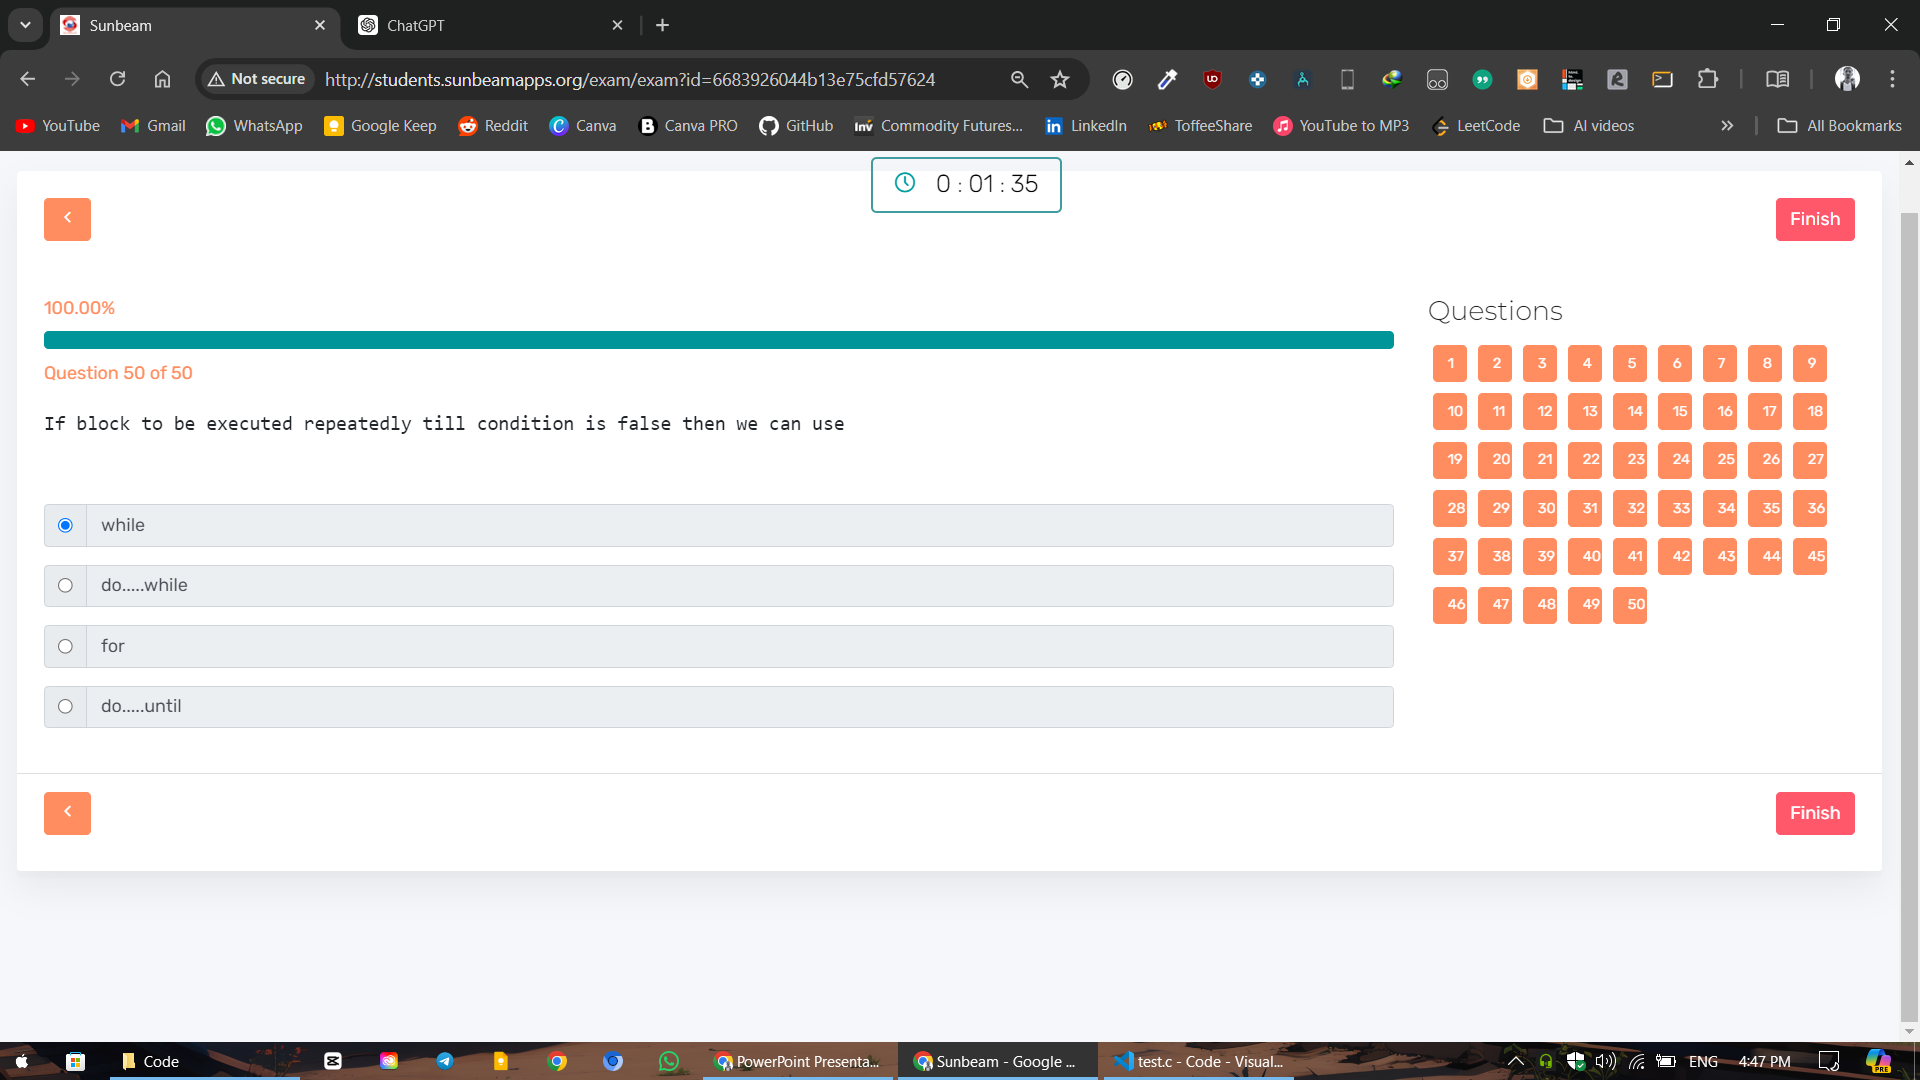 Sunbeam
ChatGPT
Not secure
http://students.sunbeamapps.org/exam/exam?id=6683926044b13e75cfd57624
YouTube
Gmail
WhatsApp
Google Keep
Reddit
Canva
Canva PRO
GitHub
Inv
Commodity Futures...
LinkedIn
ToffeeShare
YouTube to MP3
LeetCode
AI videos
All Bookmarks
0 : 01 : 35
Finish
100.00%
Question 50 of 50
If block to be executed repeatedly till condition is false then we can use
while
do.....while
for
do.....until
Questions
1 2 3 4 5 6 7 8 9
10 11 12 13 14 15 16 17 18
19 20 21 22 23 24 25 26 27
28 29 30 31 32 33 34 35 36
37 38 39 40 41 42 43 44 45
46 47 48 49 50
Finish
Code
PowerPoint Presenta...
Sunbeam - Google ...
test.c - Code - Visual...
ENG
4:47 PM
PRE